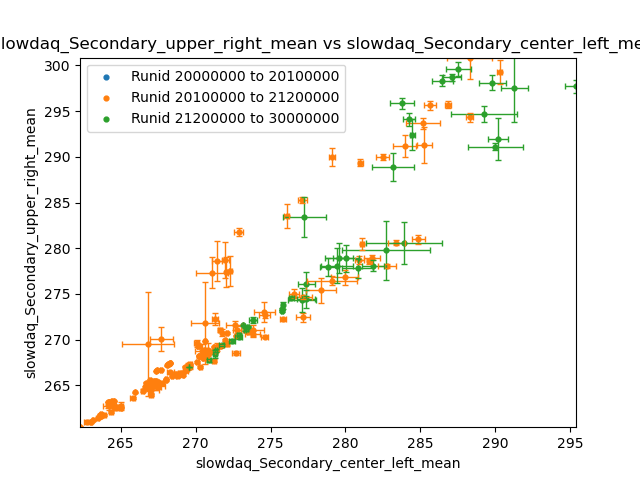 slowdaq_Secondary_upper_right_mean vs slowdaq_Secondary_center_left_me
Runid 20000000 to 20100000
Runid 20100000 to 21200000
Runid 21200000 to 30000000
300
295
290
285
280
275
270
265
slowdaq_Secondary_upper_right_mean
265
270
275
280
285
290
295
slowdaq_Secondary_center_left_mean